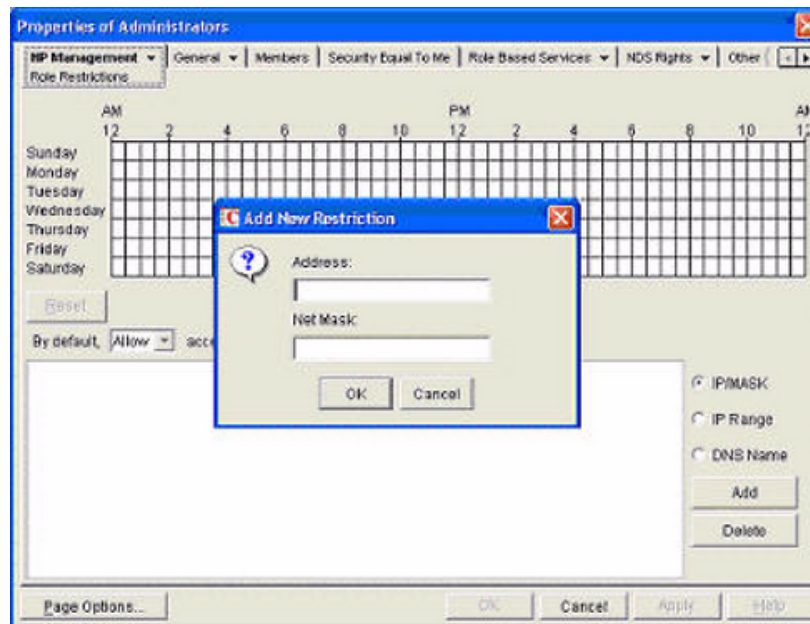 Properties of Administrators
HP Management General Members Security Equal To Me Role Based Services NDS Rights Other
Role Restrictions
AM PM AM
12 2 4 6 8 10 12 2 4 6 8 10 12
Sunday
Monday
Tuesday
Wednesday
Thursday
Friday
Saturday
Add New Restriction
Address:
Net Mask:
OK Cancel
Reset
By default, Allow
IP/MASK
IP Range
DNS Name
Add
Delete
Page Options... OK Cancel Apply Help